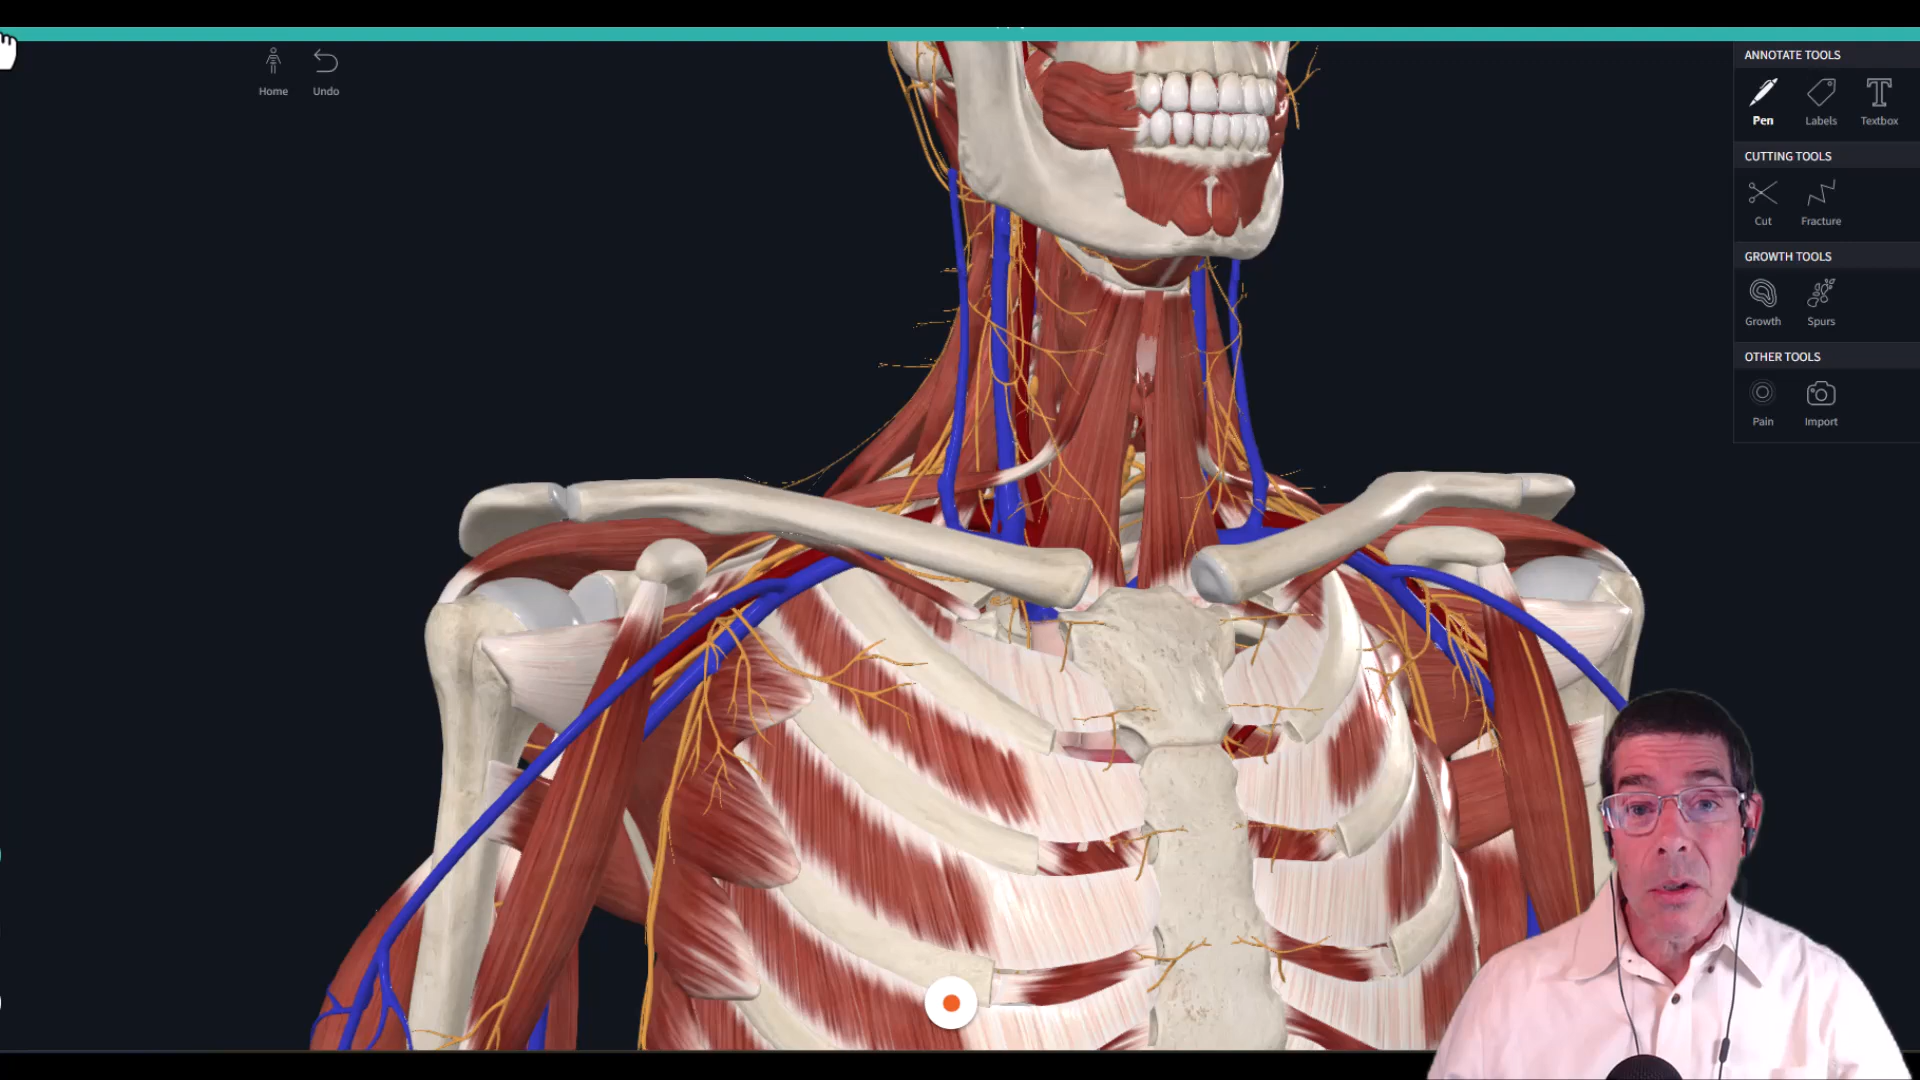 Home Undo
ANNOTATE TOOLS
Pen Labels Textbox
CUTTING TOOLS
Cut Fracture
GROWTH TOOLS
Growth Spurs
OTHER TOOLS
Pain Import